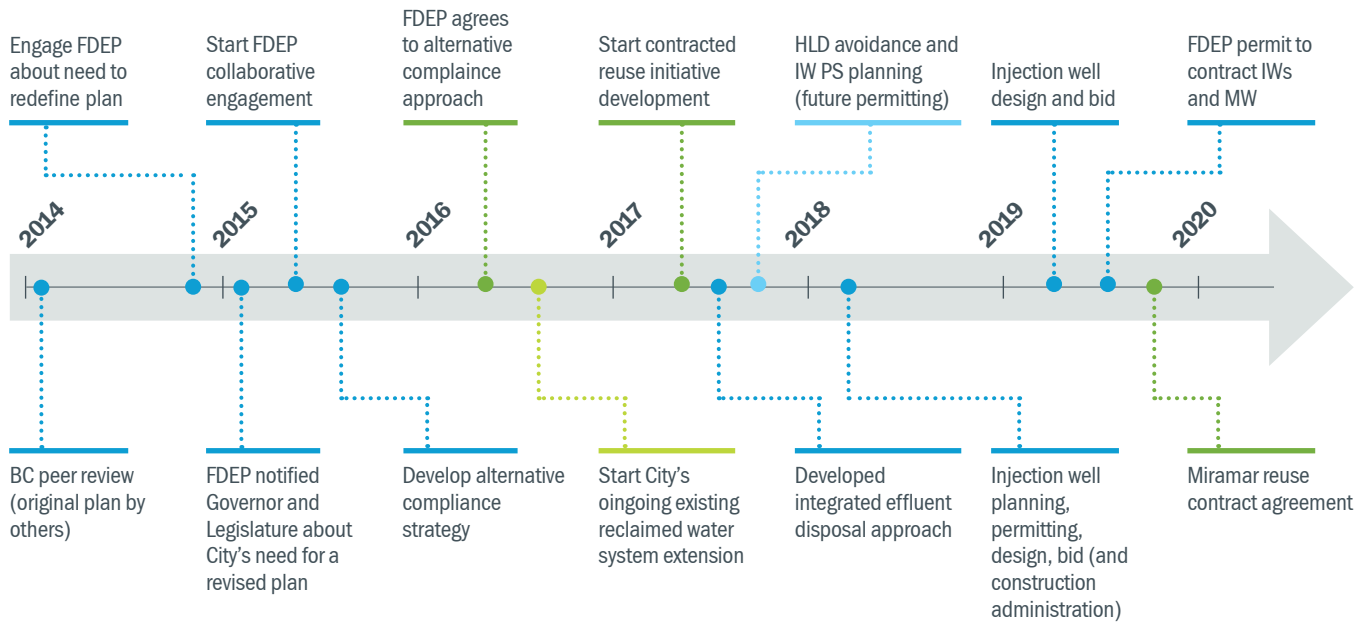 Engage FDEP
about need to
redefine plan
Start FDEP
collaborative
engagement
FDEP agrees
to alternative
complaince
approach
Start contracted
reuse initiative
development
HLD avoidance and
IW PS planning
(future permitting)
Injection well
design and bid
FDEP permit to
contract IWs
and MW
2014
2015
2016
2017
2018
2019
2020
BC peer review
(original plan by
others)
FDEP notified
Governor and
Legislature about
City's need for a
revised plan
Develop alternative
compliance
strategy
Start City's
oingoing existing
reclaimed water
system extension
Developed
integrated effluent
disposal approach
Injection well
planning,
permitting,
design, bid (and
construction
administration)
Miramar reuse
contract agreement